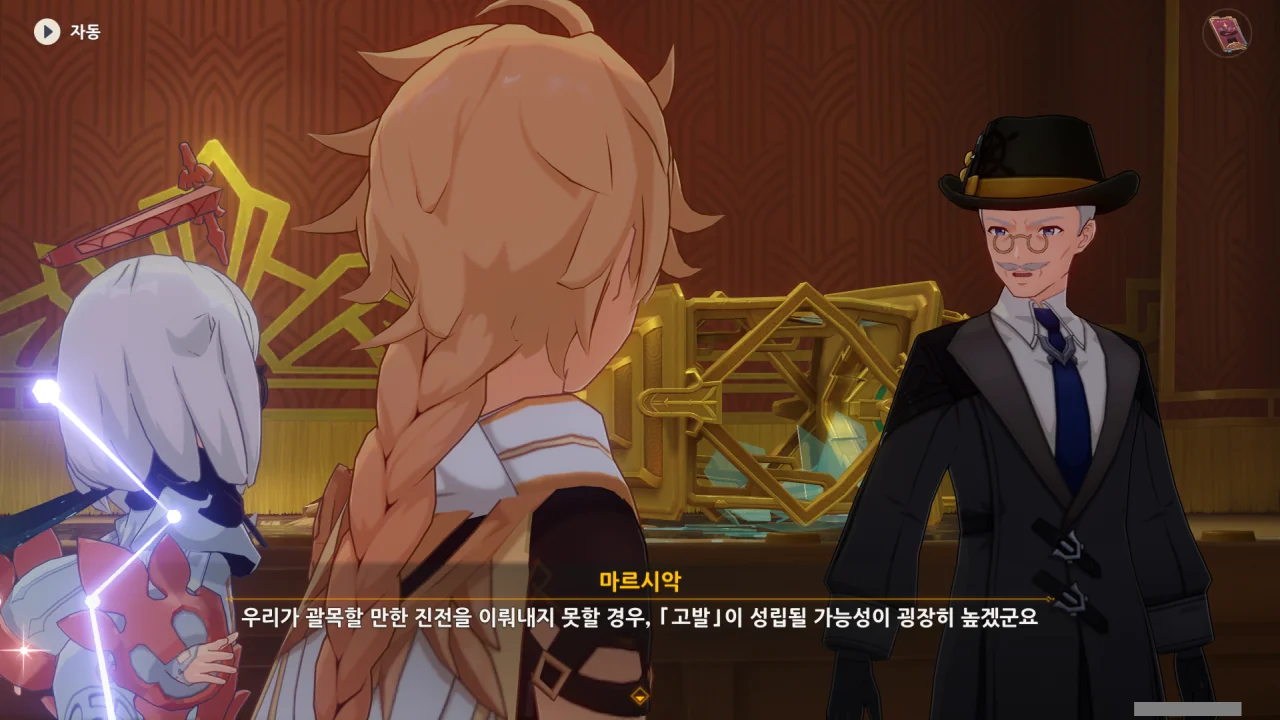 자동
마르시악
우리가 괄목할 만한 진전을 이뤄내지 못할 경우, 「고발」이 성립될 가능성이 굉장히 높겠군요